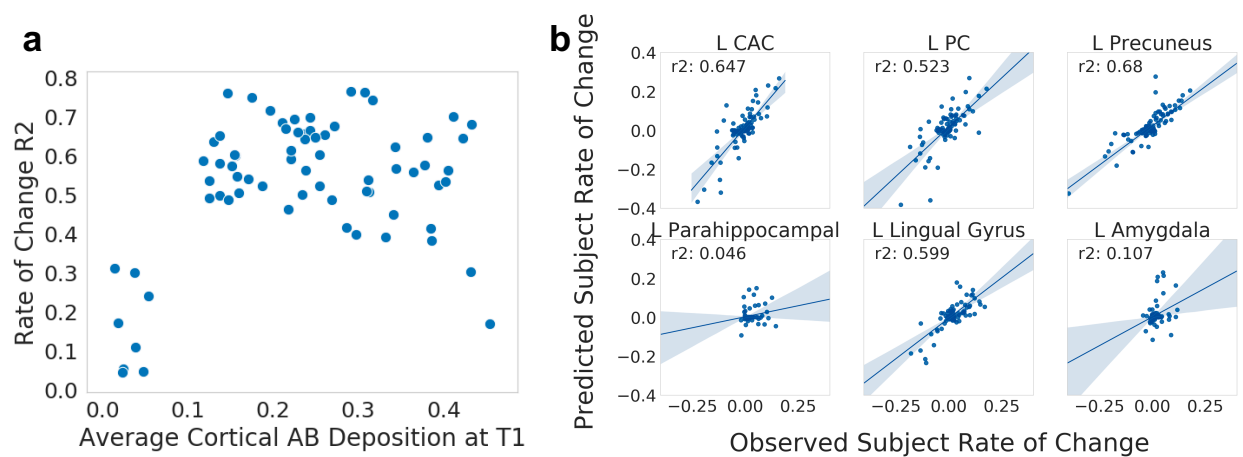 a
0.8
0.7
0.6
0.5
0.4
0.3
0.2
0.1
0.0
Rate of Change R2
0.0 0.1 0.2 0.3 0.4
Average Cortical AB Deposition at T1
b
Predicted Subject Rate of Change
L CAC L PC L Precuneus
r2: 0.647 r2: 0.523 r2: 0.68
0.4
0.2
0.0
−0.2
−0.4
L Parahippocampal L Lingual Gyrus L Amygdala
r2: 0.046 r2: 0.599 r2: 0.107
0.4
0.2
0.0
−0.2
−0.4
−0.25 0.00 0.25 −0.25 0.00 0.25 −0.25 0.00 0.25
Observed Subject Rate of Change